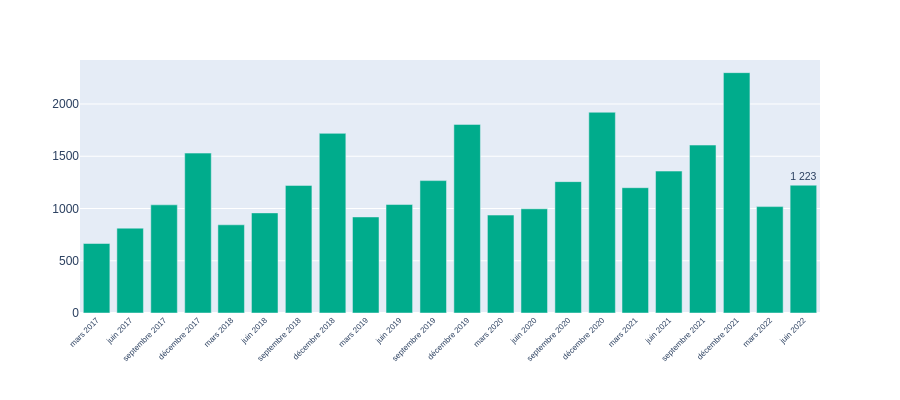 2000
1500
1000
500
0
1 223
mars 2017
juin 2017
septembre 2017
décembre 2017
mars 2018
juin 2018
septembre 2018
décembre 2018
mars 2019
juin 2019
septembre 2019
décembre 2019
mars 2020
juin 2020
septembre 2020
décembre 2020
mars 2021
juin 2021
septembre 2021
décembre 2021
mars 2022
juin 2022